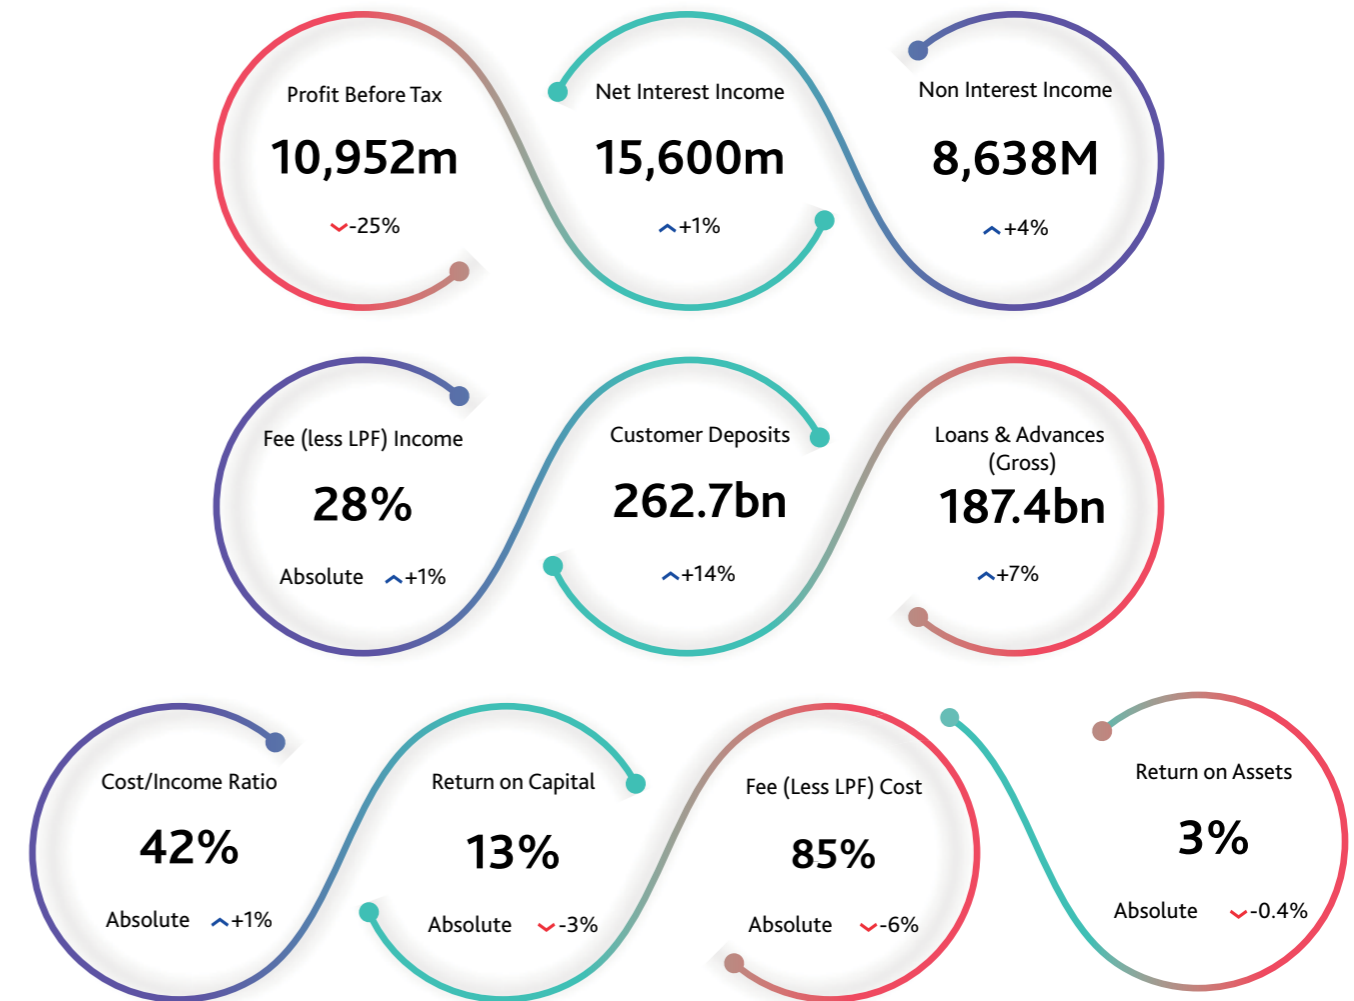 Profit Before Tax
10,952m
-25%
Net Interest Income
15,600m
+1%
Non Interest Income
8,638M
+4%
Fee (less LPF) Income
28%
Absolute +1%
Customer Deposits
262.7bn
+14%
Loans & Advances
(Gross)
187.4bn
+7%
Cost/Income Ratio
42%
Absolute +1%
Return on Capital
13%
Absolute -3%
Fee (Less LPF) Cost
85%
Absolute -6%
Return on Assets
3%
Absolute -0.4%